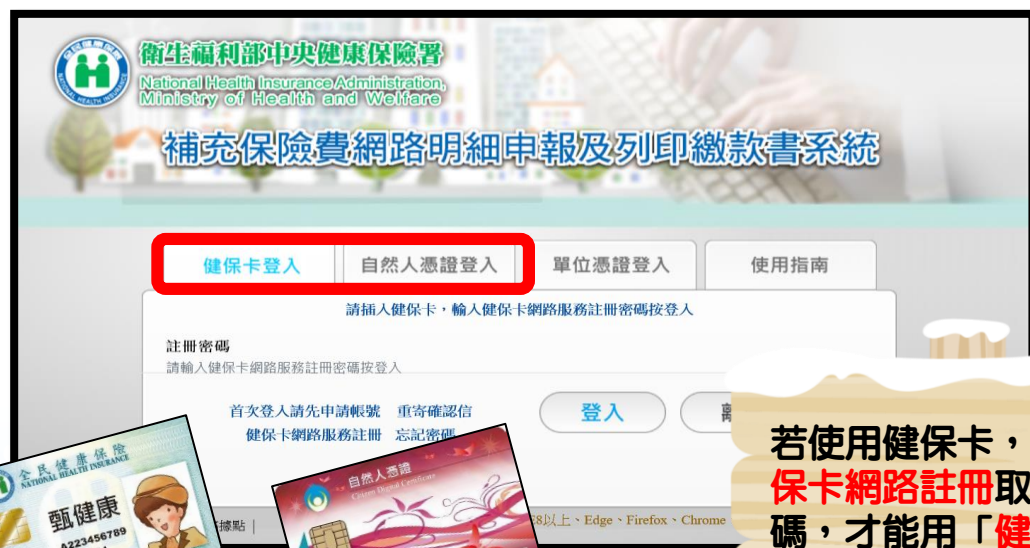 衛生福利部中央健康保險署
National Health Insurance Administration,
Ministry of Health and Welfare
補充保險費網路明細申報及列印繳款書系統
健保卡登入 自然人憑證登入 單位憑證登入 使用指南
請插入健保卡，輸入健保卡網路服務註冊密碼按登入
註冊密碼
請輸入健保卡網路服務註冊密碼按登入
首次登入請先申請帳號 重寄確認信
登入
健保卡網路服務註冊 忘記密碼
若使用健保卡，
保卡網路註冊取
碼，才能用「健
全民健康保險
NATIONAL HEALTH INSURANCE
甄健康
A223456789
自然人憑證
Citizen Digital Certificate
據點｜
8以上、Edge、Firefox、Chrome